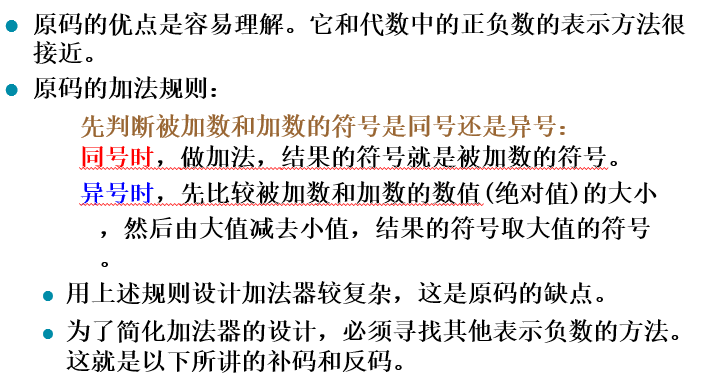 原码的优点是容易理解。它和代数中的正负数的表示方法很
接近。
原码的加法规则：
先判断被加数和加数的符号是同号还是异号：
同号时，做加法，结果的符号就是被加数的符号。
异号时，先比较被加数和加数的数值(绝对值)的大小
，然后由大值减去小值，结果的符号取大值的符号
。
用上述规则设计加法器较复杂，这是原码的缺点。
为了简化加法器的设计，必须寻找其他表示负数的方法。
这就是以下所讲的补码和反码。